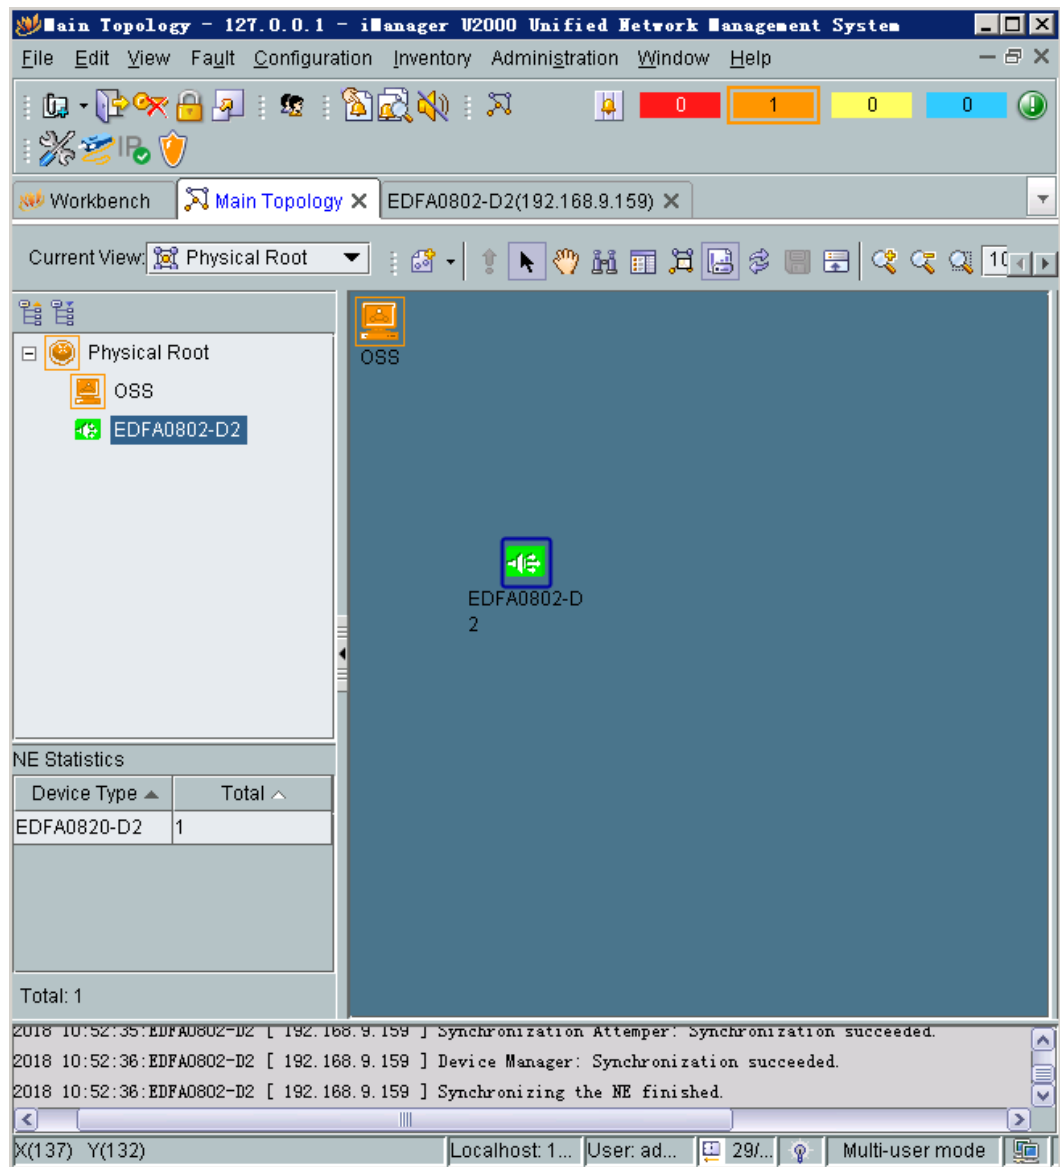 Main Topology - 127.0.0.1 - iManager U2000 Unified Network Management System
File Edit View Fault Configuration Inventory Administration Window Help
0 1 0 0
IP
Workbench Main Topology EDFA0802-D2(192.168.9.159)
Current View: Physical Root
Physical Root
OSS
EDFA0802-D2
OSS
EDFA0802-D
2
NE Statistics
Device Type Total
EDFA0820-D2 1
Total: 1
2018 10:52:35:EDFA0802-D2 [ 192.168.9.159 ] Synchronization Attemper: Synchronization succeeded.
2018 10:52:36:EDFA0802-D2 [ 192.168.9.159 ] Device Manager: Synchronization succeeded.
2018 10:52:36:EDFA0802-D2 [ 192.168.9.159 ] Synchronizing the NE finished.
X(137) Y(132) Localhost: 1... User: ad... 29/... Multi-user mode